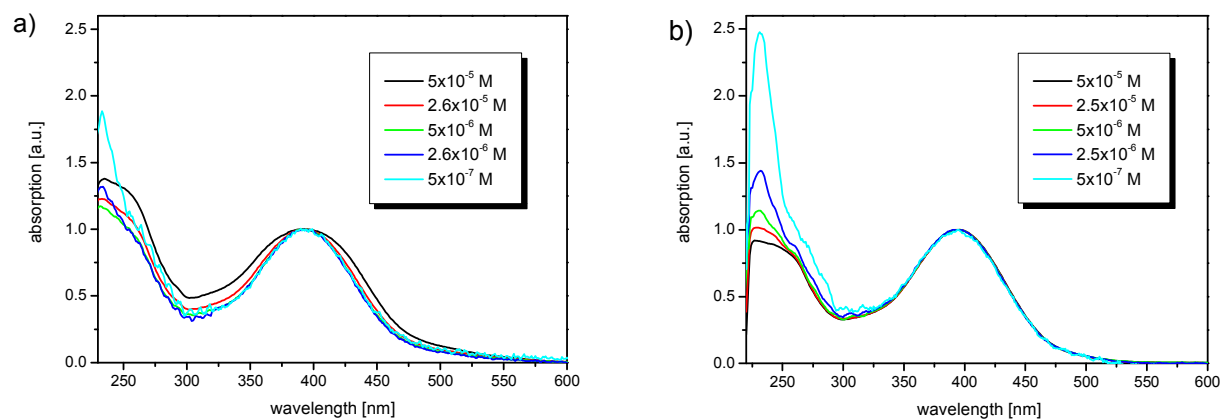 a)
absorption [a.u.]
2.5
2.0
1.5
1.0
0.5
0.0
250 300 350 400 450 500 550 600
wavelength [nm]
5x10⁻⁵ M
2.6x10⁻⁵ M
5x10⁻⁶ M
2.6x10⁻⁶ M
5x10⁻⁷ M
b)
absorption [a.u.]
2.5
2.0
1.5
1.0
0.5
0.0
250 300 350 400 450 500 550 600
wavelength [nm]
5x10⁻⁵ M
2.5x10⁻⁵ M
5x10⁻⁶ M
2.5x10⁻⁶ M
5x10⁻⁷ M